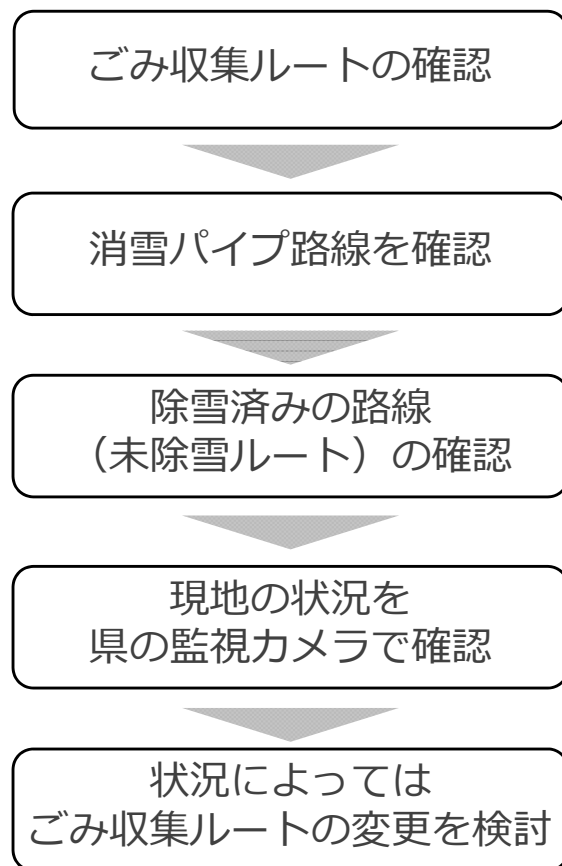 ごみ収集ルートの確認
消雪パイプ路線を確認
除雪済みの路線
（未除雪ルート）の確認
現地の状況を
県の監視カメラで確認
状況によっては
ごみ収集ルートの変更を検討